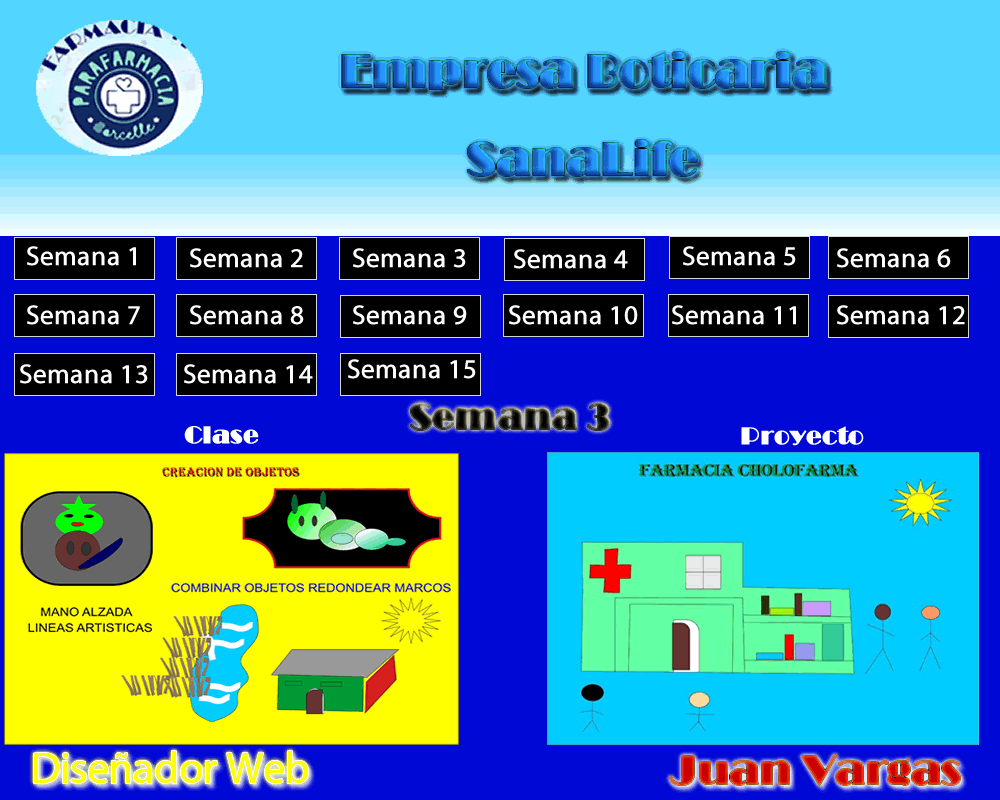 FARMACIA
PARAFARMACIA
Borcelle
Empresa Boticaria
SanaLife
Semana 1
Semana 2
Semana 3
Semana 4
Semana 5
Semana 6
Semana 7
Semana 8
Semana 9
Semana 10
Semana 11
Semana 12
Semana 13
Semana 14
Semana 15
Semana 3
Clase
Proyecto
CREACION DE OBJETOS
COMBINAR OBJETOS REDONDEAR MARCOS
MANO ALZADA
LINEAS ARTISTICAS
FARMACIA CHOLOFARMA
Diseñador Web
Juan Vargas